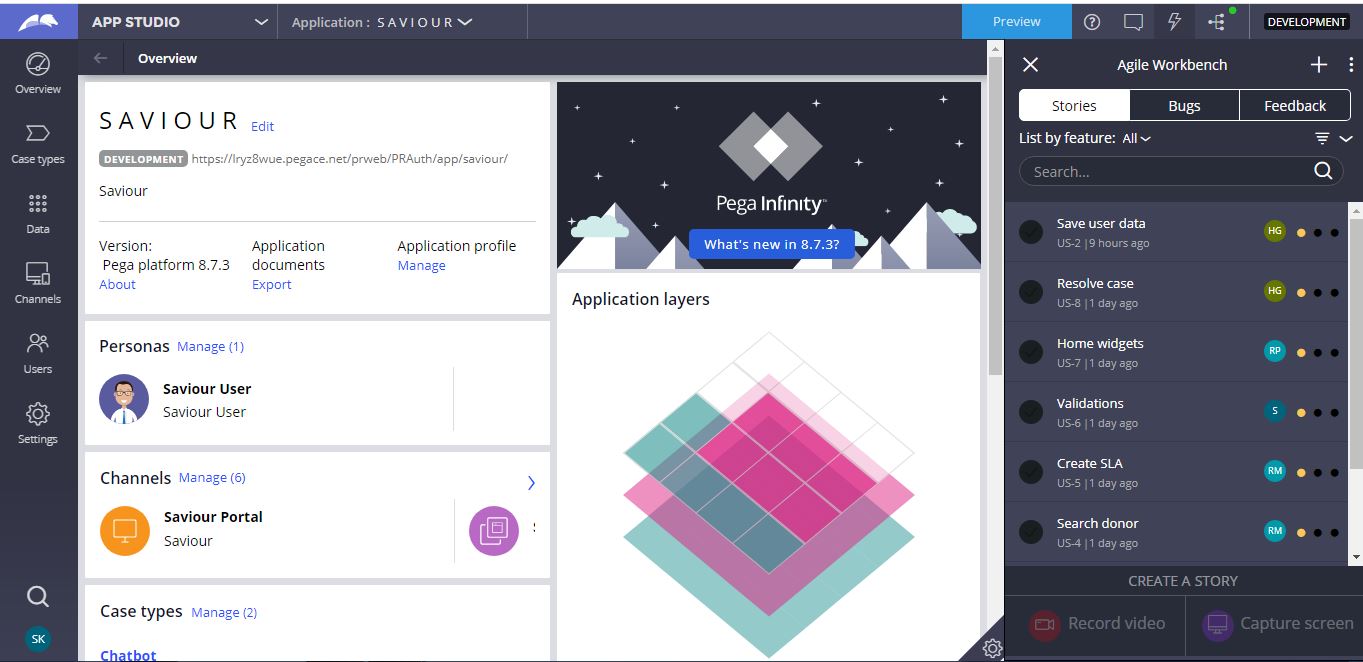 APP STUDIO
Application : SAVIOUR
Preview
DEVELOPMENT
Overview
Case types
Data
Channels
Users
Settings
SK
Overview
SAVIOUR Edit
DEVELOPMENT https://lryz8wue.pegace.net/prweb/PRAuth/app/saviour/
Saviour
Version:
Pega platform 8.7.3
About
Application
documents
Export
Application profile
Manage
Personas Manage (1)
Saviour User
Saviour User
Channels Manage (6)
Saviour Portal
Saviour
Case types Manage (2)
Chatbot
Pega Infinity™
What's new in 8.7.3?
Application layers
Agile Workbench
Stories Bugs Feedback
List by feature: All
Search...
Save user data
US-2 | 9 hours ago
HG
Resolve case
US-8 | 1 day ago
HG
Home widgets
US-7 | 1 day ago
RP
Validations
US-6 | 1 day ago
S
Create SLA
US-5 | 1 day ago
RM
Search donor
US-4 | 1 day ago
RM
CREATE A STORY
Record video
Capture screen